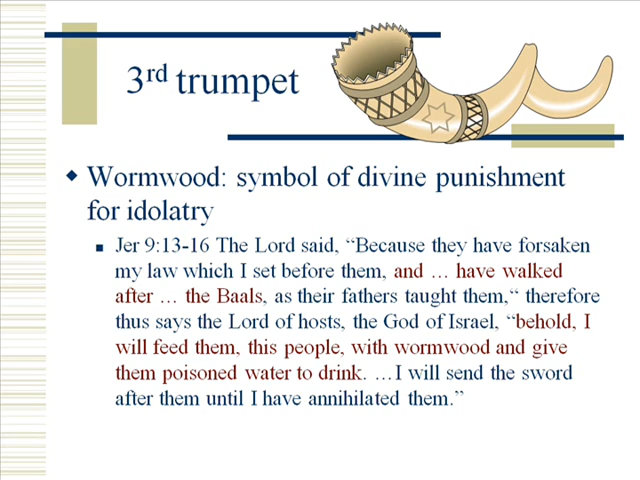 3rd trumpet
Wormwood: symbol of divine punishment
for idolatry
Jer 9:13-16 The Lord said, “Because they have forsaken
my law which I set before them, and … have walked
after … the Baals, as their fathers taught them,“ therefore
thus says the Lord of hosts, the God of Israel, “behold, I
will feed them, this people, with wormwood and give
them poisoned water to drink. …I will send the sword
after them until I have annihilated them.”